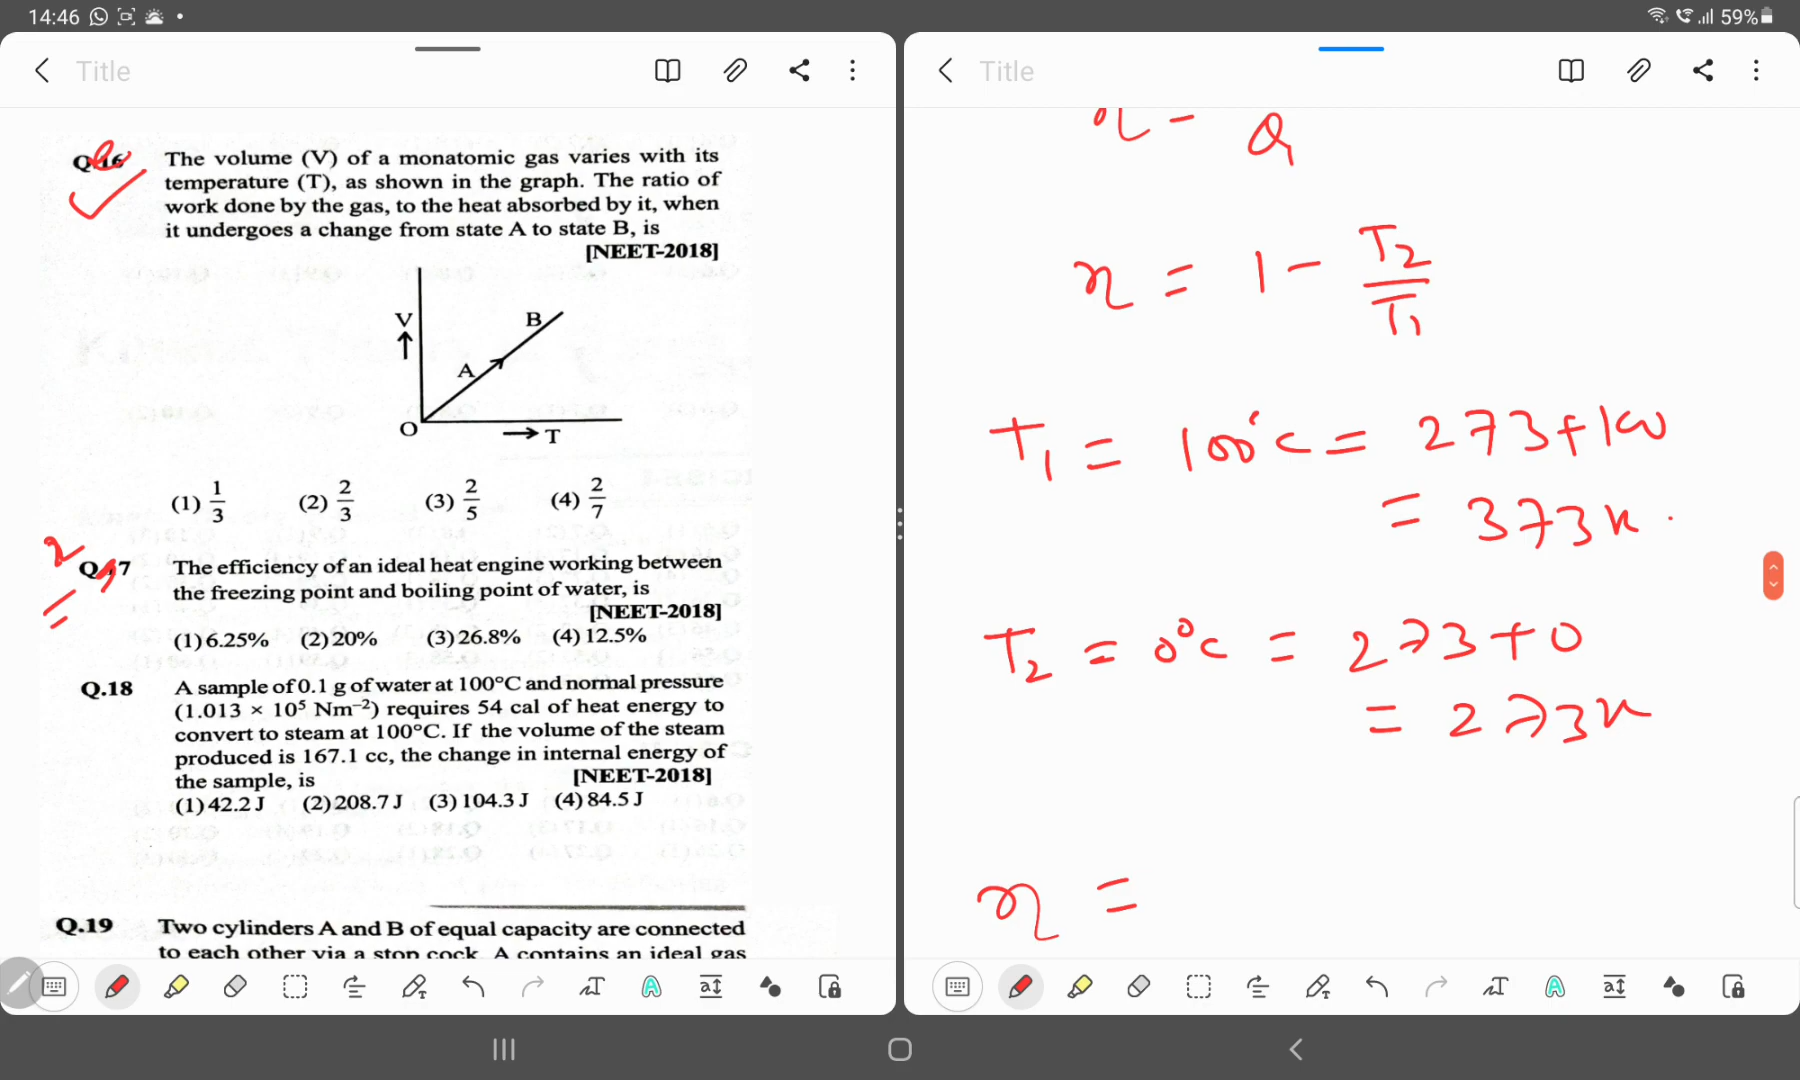 14:46
59%
Title
Q.16 The volume (V) of a monatomic gas varies with its
temperature (T), as shown in the graph. The ratio of
work done by the gas, to the heat absorbed by it, when
it undergoes a change from state A to state B, is
[NEET-2018]
V
B
A
O
T
(1) 1/3 (2) 2/3 (3) 2/5 (4) 2/7
Q.17 The efficiency of an ideal heat engine working between
the freezing point and boiling point of water, is
[NEET-2018]
(1) 6.25% (2) 20% (3) 26.8% (4) 12.5%
Q.18 A sample of 0.1 g of water at 100°C and normal pressure
(1.013 × 10⁵ Nm⁻²) requires 54 cal of heat energy to
convert to steam at 100°C. If the volume of the steam
produced is 167.1 cc, the change in internal energy of
the sample, is [NEET-2018]
(1) 42.2 J (2) 208.7 J (3) 104.3 J (4) 84.5 J
Q.19 Two cylinders A and B of equal capacity are connected
to each other via a stop cock. A contains an ideal gas
Title
η = Q₁
η = 1 - T₂/T₁
T₁ = 100°C = 273+100
= 373K.
T₂ = 0°C = 273+0
= 273K
η =